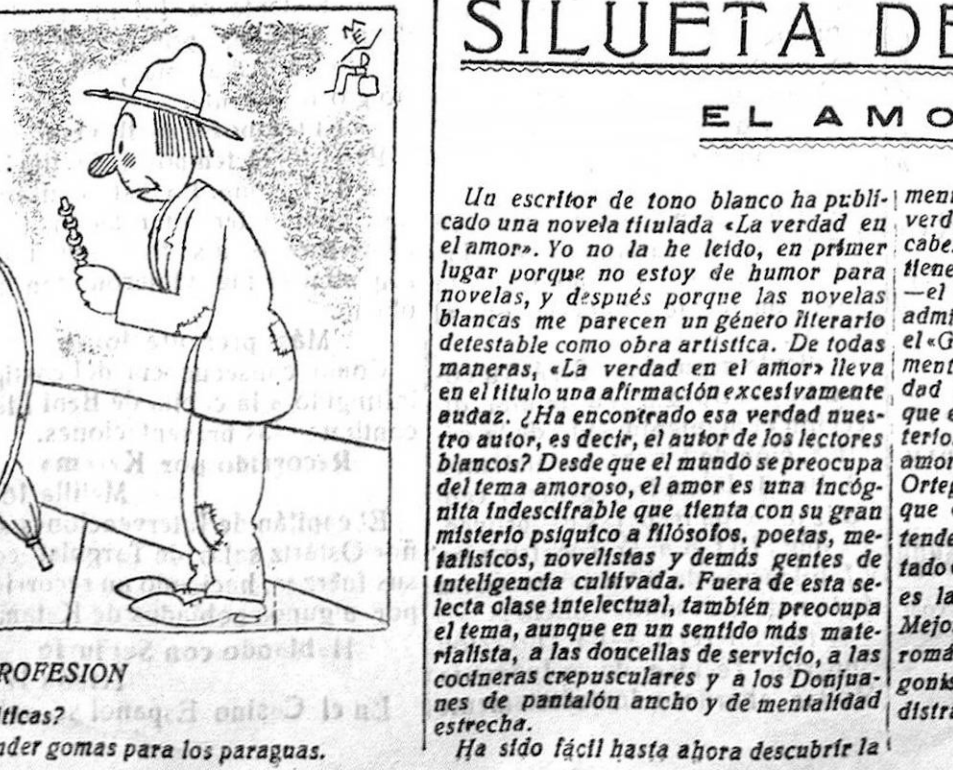 ROFESION
íticas?
nder gomas para los paraguas.
SILUETA DE
EL AMO
Un escritor de tono blanco ha publi-
cado una novela titulada «La verdad en
el amor». Yo no la he leído, en primer
lugar porque no estoy de humor para
novelas, y después porque las novelas
blancas me parecen un género literario
detestable como obra artística. De todas
maneras, «La verdad en el amor» lleva
en el título una afirmación excesivamente
audaz. ¿Ha encontrado esa verdad nues-
tro autor, es decir, el autor de los lectores
blancos? Desde que el mundo se preocupa
del tema amoroso, el amor es una incóg-
nita indescifrable que tienta con su gran
misterio psíquico a filósofos, poetas, me-
tafísicos, novelistas y demás gentes de
inteligencia cultivada. Fuera de esta se-
lecta clase intelectual, también preocupa
el tema, aunque en un sentido más mate-
rialista, a las doncellas de servicio, a las
cocineras crepusculares y a los Donjua-
nes de pantalón ancho y de mentalidad
estrecha.
Ha sido fácil hasta ahora descubrir la
ment
verd
cabe
tiene
—el
admi
el «G
ment
dad
que e
terio
amor
Orteg
que
tende
tado
es la
Mejo
romá
gonis
distra